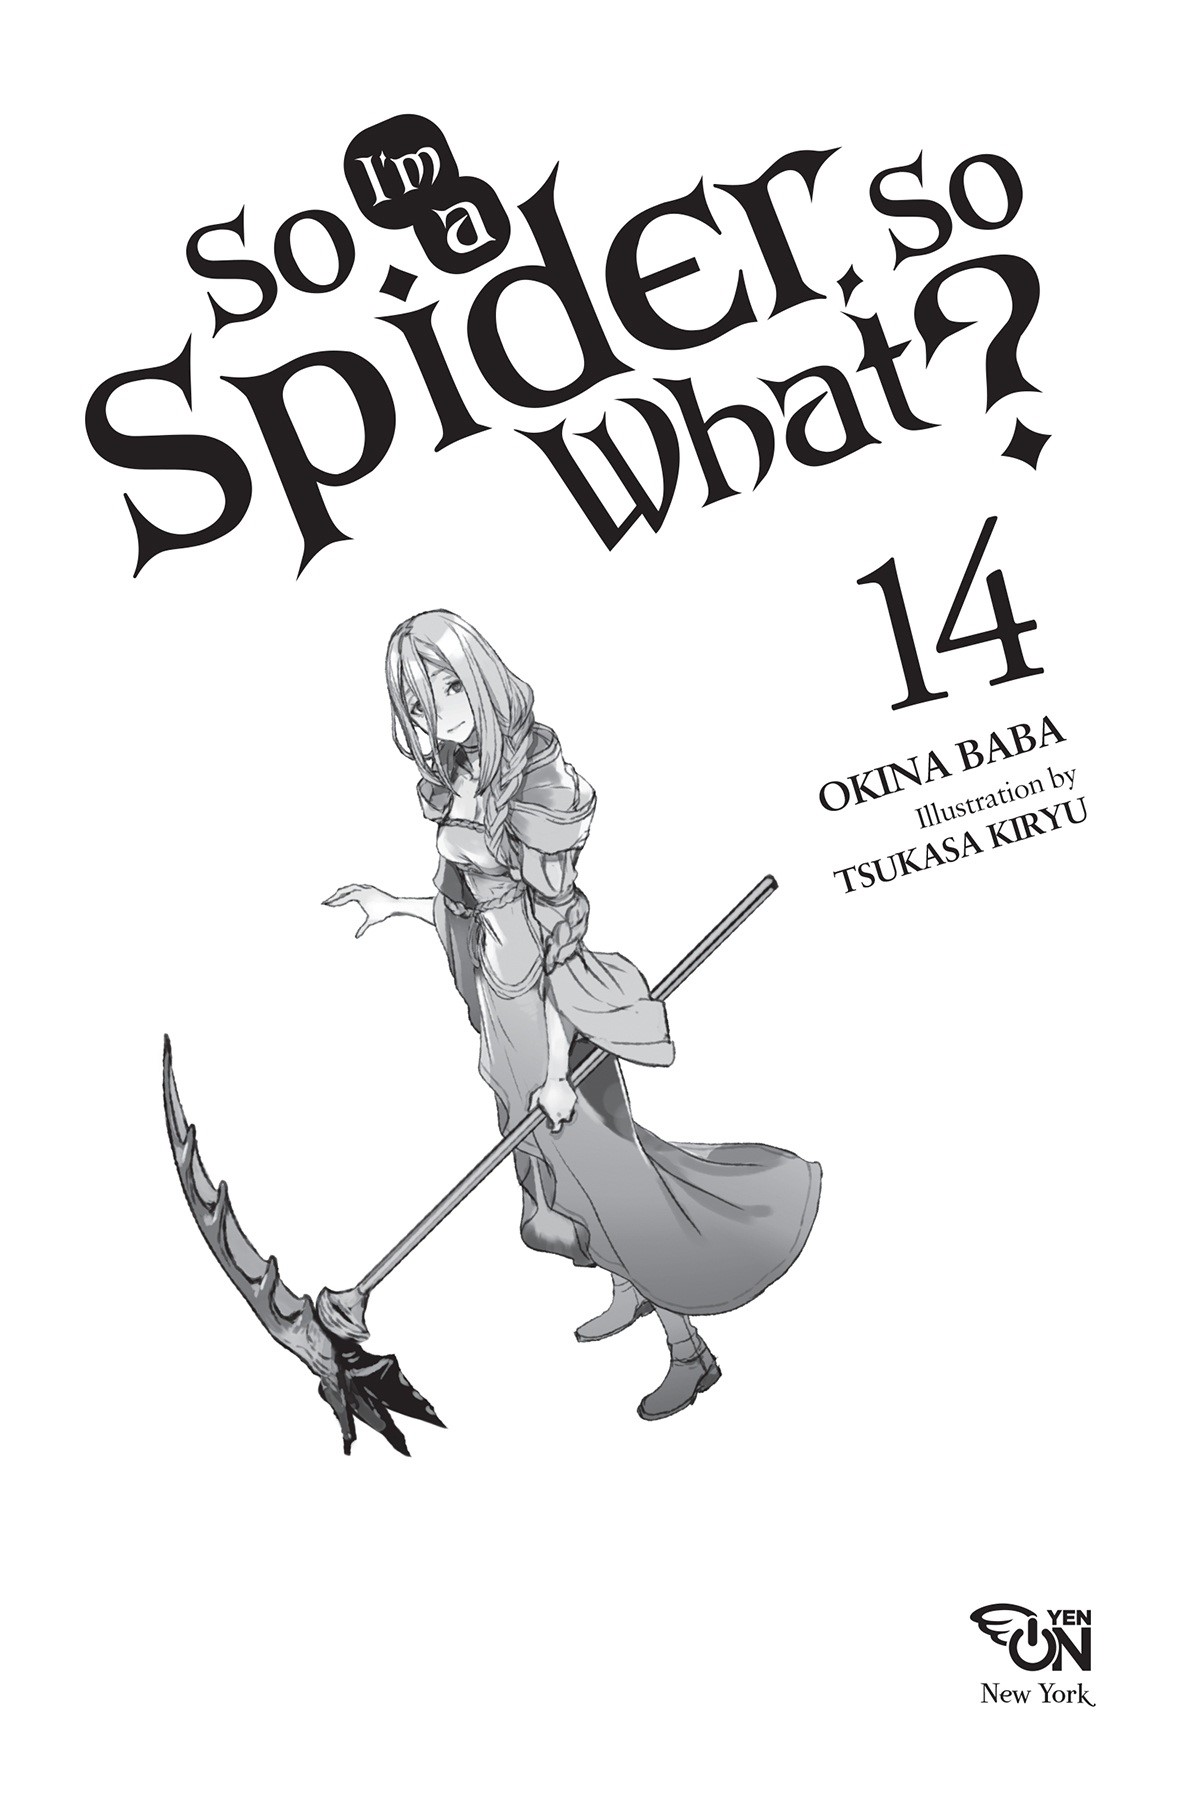 So I'm a
Spider, So
What?
14
OKINA BABA
Illustration by
TSUKASA KIRYU
YEN
ON
New York